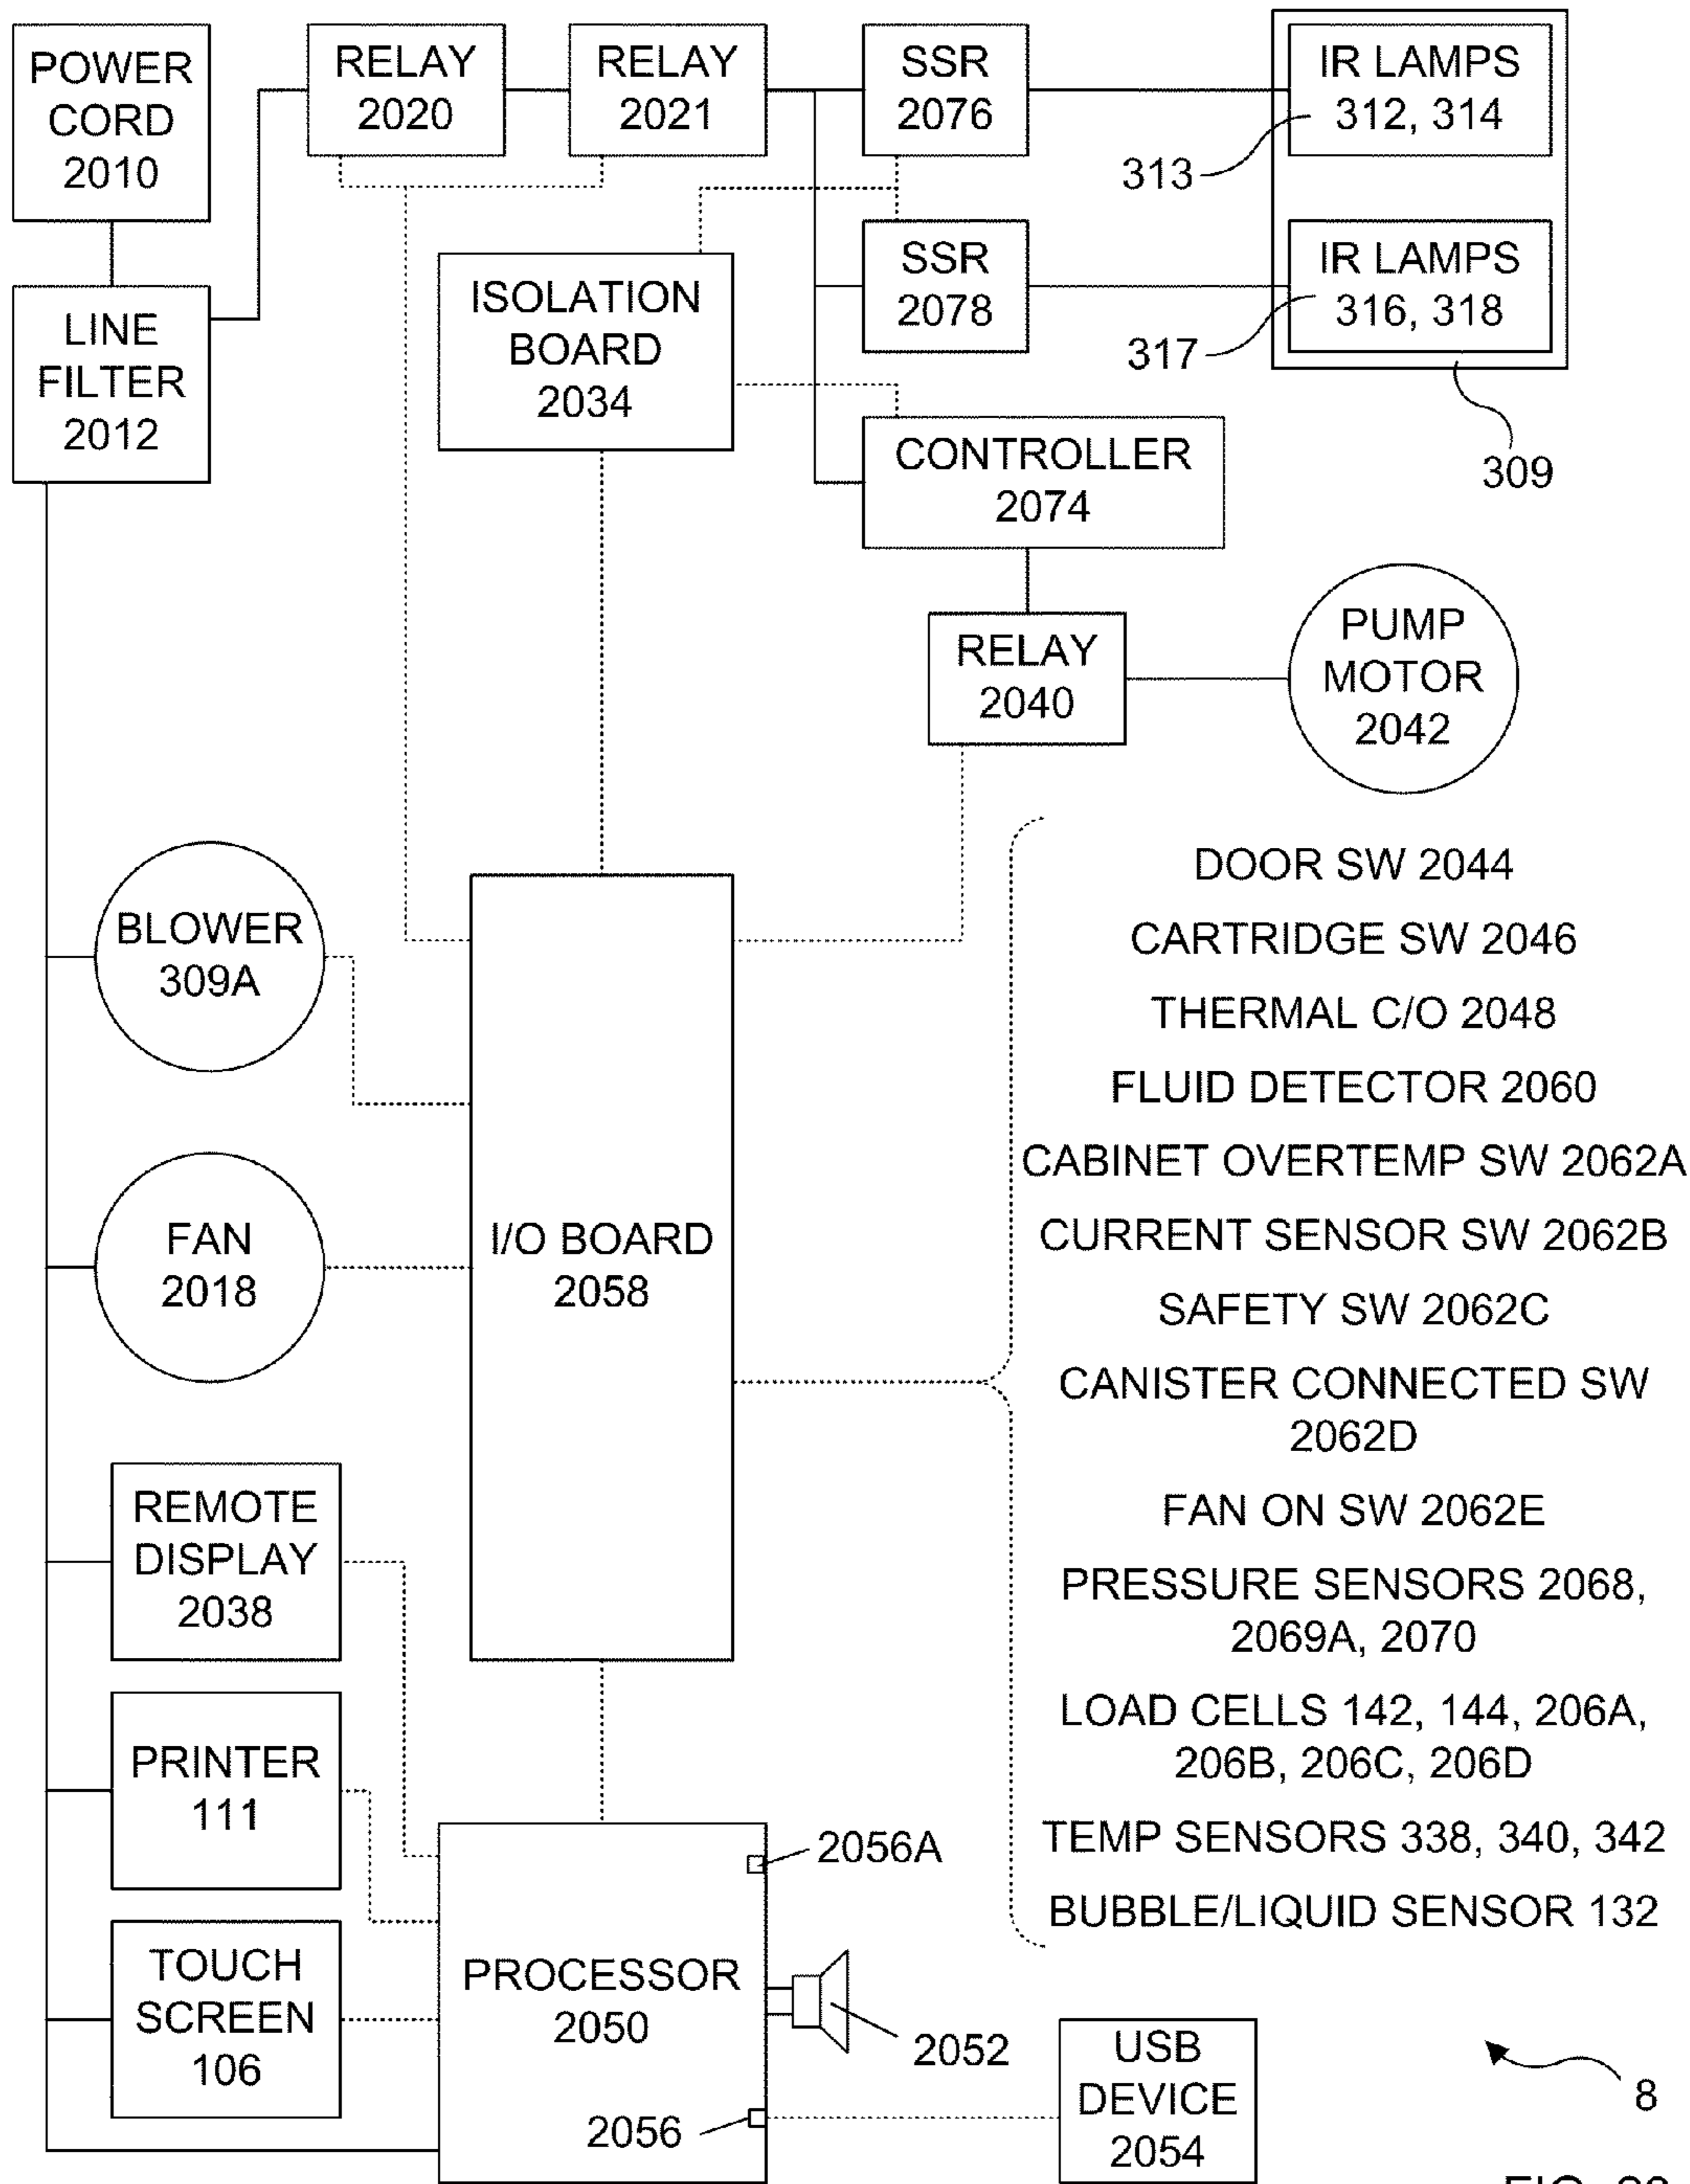 POWER
CORD
2010
RELAY
2020
RELAY
2021
SSR
2076
IR LAMPS
312, 314
313
LINE
FILTER
2012
ISOLATION
BOARD
2034
SSR
2078
IR LAMPS
316, 318
317
309
CONTROLLER
2074
RELAY
2040
PUMP
MOTOR
2042
BLOWER
309A
FAN
2018
I/O BOARD
2058
DOOR SW 2044
CARTRIDGE SW 2046
THERMAL C/O 2048
FLUID DETECTOR 2060
CABINET OVERTEMP SW 2062A
CURRENT SENSOR SW 2062B
SAFETY SW 2062C
CANISTER CONNECTED SW
2062D
FAN ON SW 2062E
PRESSURE SENSORS 2068,
2069A, 2070
LOAD CELLS 142, 144, 206A,
206B, 206C, 206D
TEMP SENSORS 338, 340, 342
BUBBLE/LIQUID SENSOR 132
REMOTE
DISPLAY
2038
PRINTER
111
TOUCH
SCREEN
106
PROCESSOR
2050
2056A
2052
2056
USB
DEVICE
2054
8